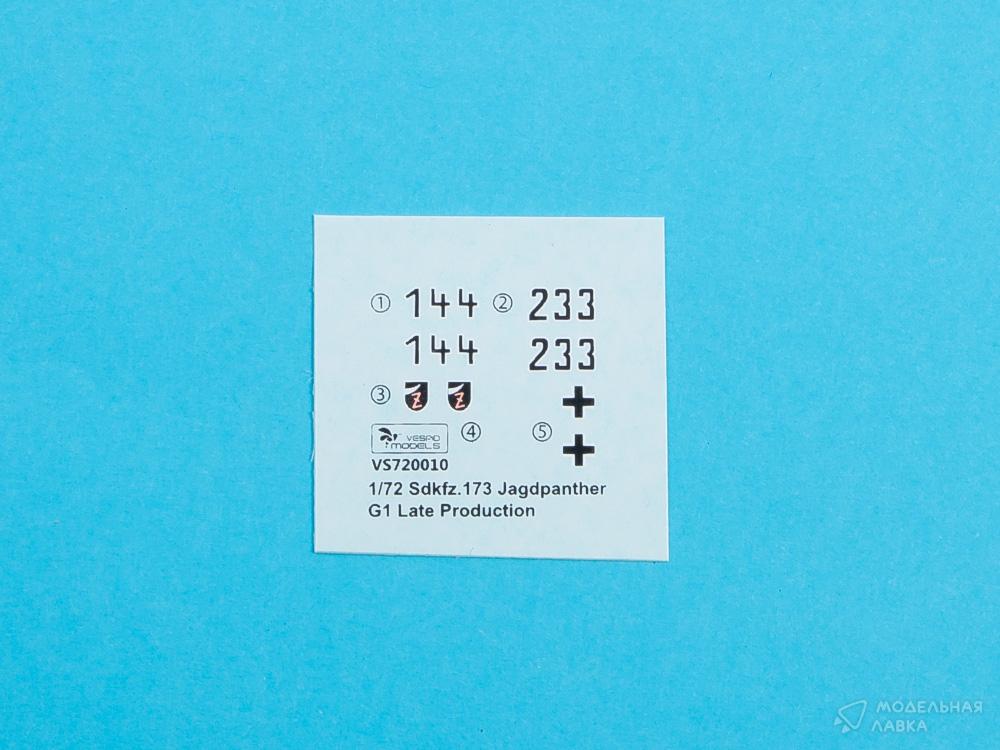 ① 144 ② 233
144 233
③ Z Z
VESPID MODELS ④ ⑤
VS720010
1/72 Sdkfz.173 Jagdpanther
G1 Late Production
МОДЕЛЬНАЯ
ЛАВКА